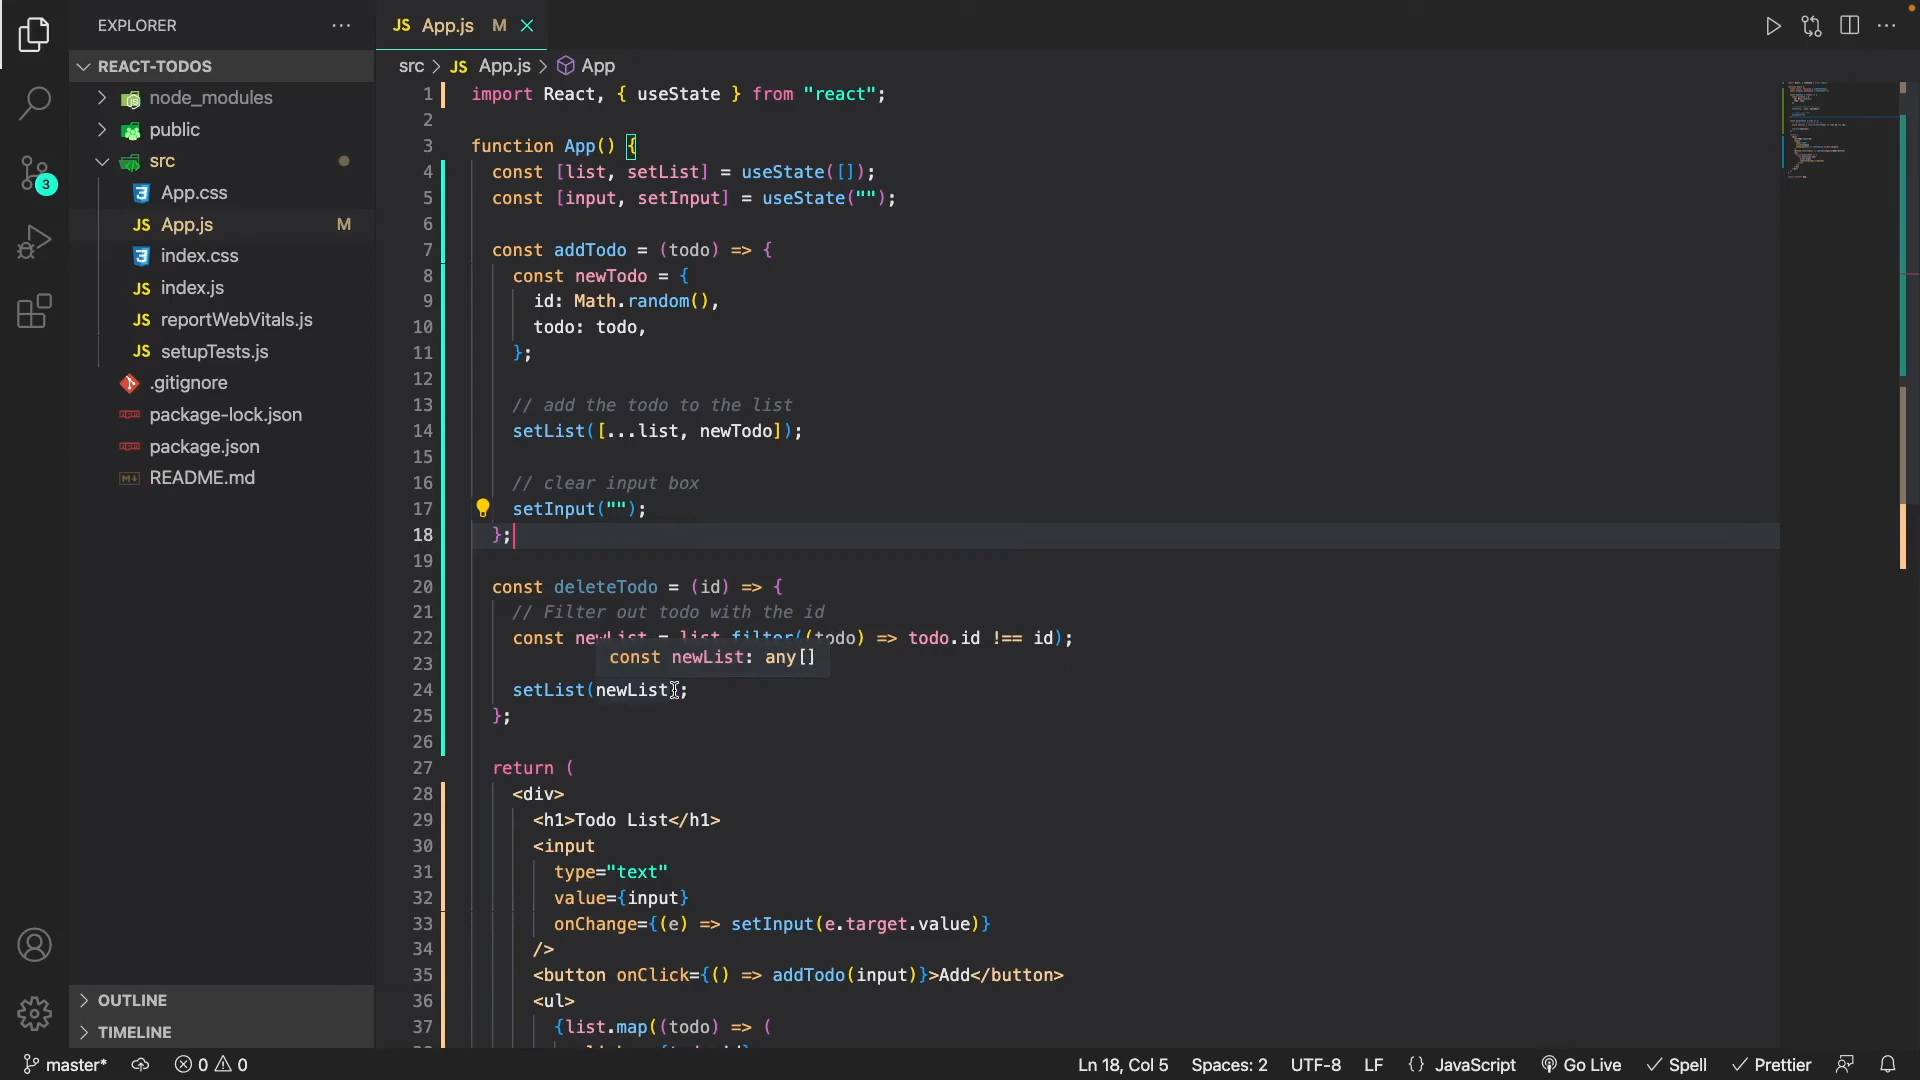 EXPLORER
JS App.js M
REACT-TODOS
node_modules
public
src
App.css
JS App.js M
index.css
JS index.js
JS reportWebVitals.js
JS setupTests.js
.gitignore
package-lock.json
package.json
README.md
OUTLINE
TIMELINE
3
src > JS App.js > App
1 import React, { useState } from "react";
2
3 function App() {
4 const [list, setList] = useState([]);
5 const [input, setInput] = useState("");
6
7 const addTodo = (todo) => {
8 const newTodo = {
9 id: Math.random(),
10 todo: todo,
11 };
12
13 // add the todo to the list
14 setList([...list, newTodo]);
15
16 // clear input box
17 setInput("");
18 };
19
20 const deleteTodo = (id) => {
21 // Filter out todo with the id
22 const newList = list.filter((todo) => todo.id !== id);
const newList: any[]
23
24 setList(newList);
25 };
26
27 return (
28 <div>
29 <h1>Todo List</h1>
30 <input
31 type="text"
32 value={input}
33 onChange={(e) => setInput(e.target.value)}
34 />
35 <button onClick={() => addTodo(input)}>Add</button>
36 <ul>
37 {list.map((todo) => (
master* 0 0 Ln 18, Col 5 Spaces: 2 UTF-8 LF {} JavaScript Go Live Spell Prettier